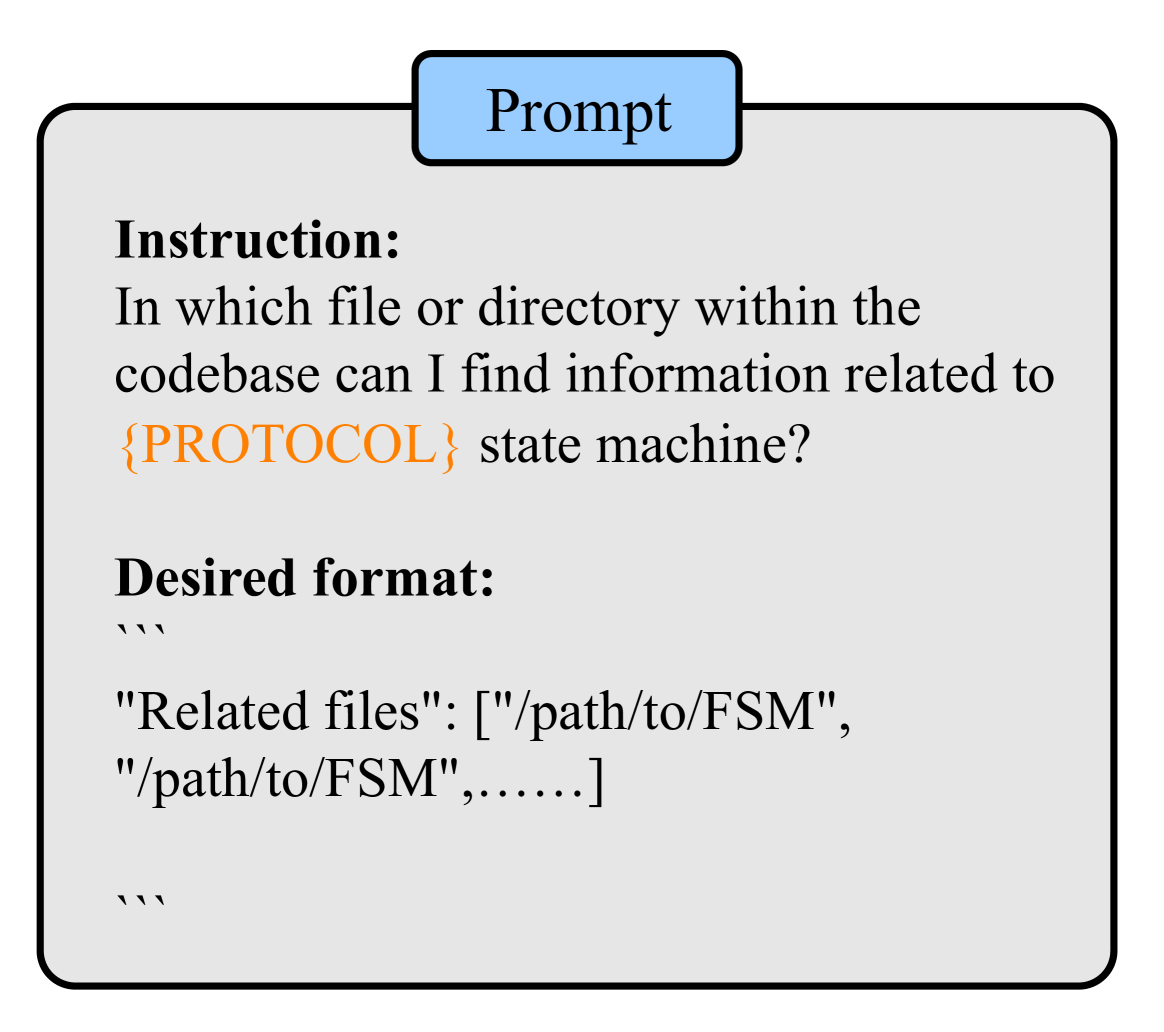 Prompt
Instruction:
In which file or directory within the
codebase can I find information related to
{PROTOCOL} state machine?
Desired format:
```
"Related files": ["/path/to/FSM",
"/path/to/FSM",……]
```